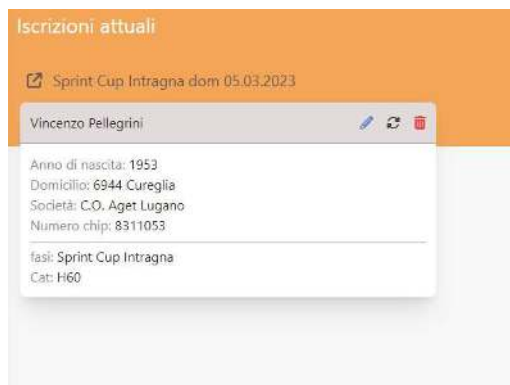 Iscrizioni attuali
Sprint Cup Intragna dom 05.03.2023
Vincenzo Pellegrini
Anno di nascita: 1953
Domicilio: 6944 Cureglia
Società: C.O. Aget Lugano
Numero chip: 8311053
fasi: Sprint Cup Intragna
Cat: H60